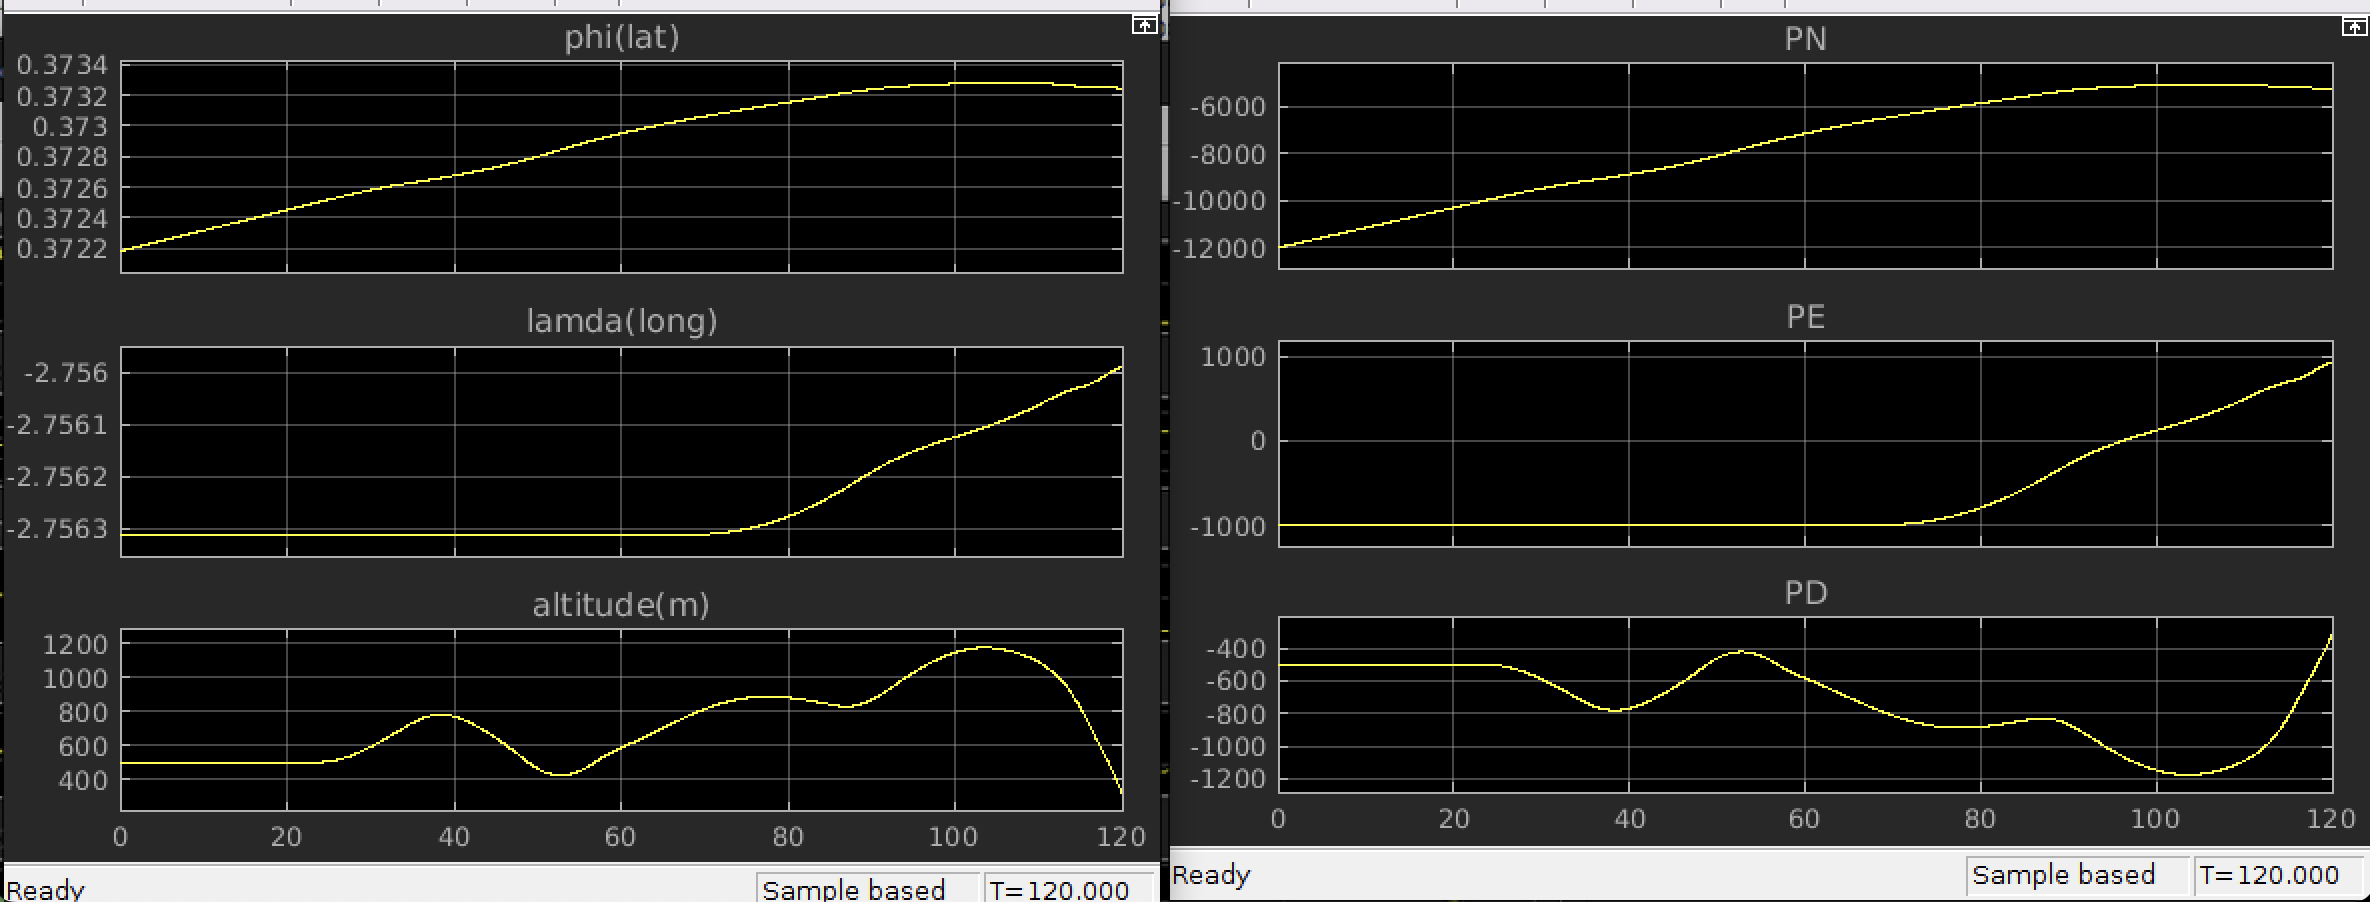 phi(lat)
0.3734
0.3732
0.373
0.3728
0.3726
0.3724
0.3722
lamda(long)
-2.756
-2.7561
-2.7562
-2.7563
altitude(m)
1200
1000
800
600
400
0 20 40 60 80 100 120
Ready Sample based T=120.000
PN
-6000
-8000
-10000
-12000
PE
1000
0
-1000
PD
-400
-600
-800
-1000
-1200
0 20 40 60 80 100 120
Ready Sample based T=120.000